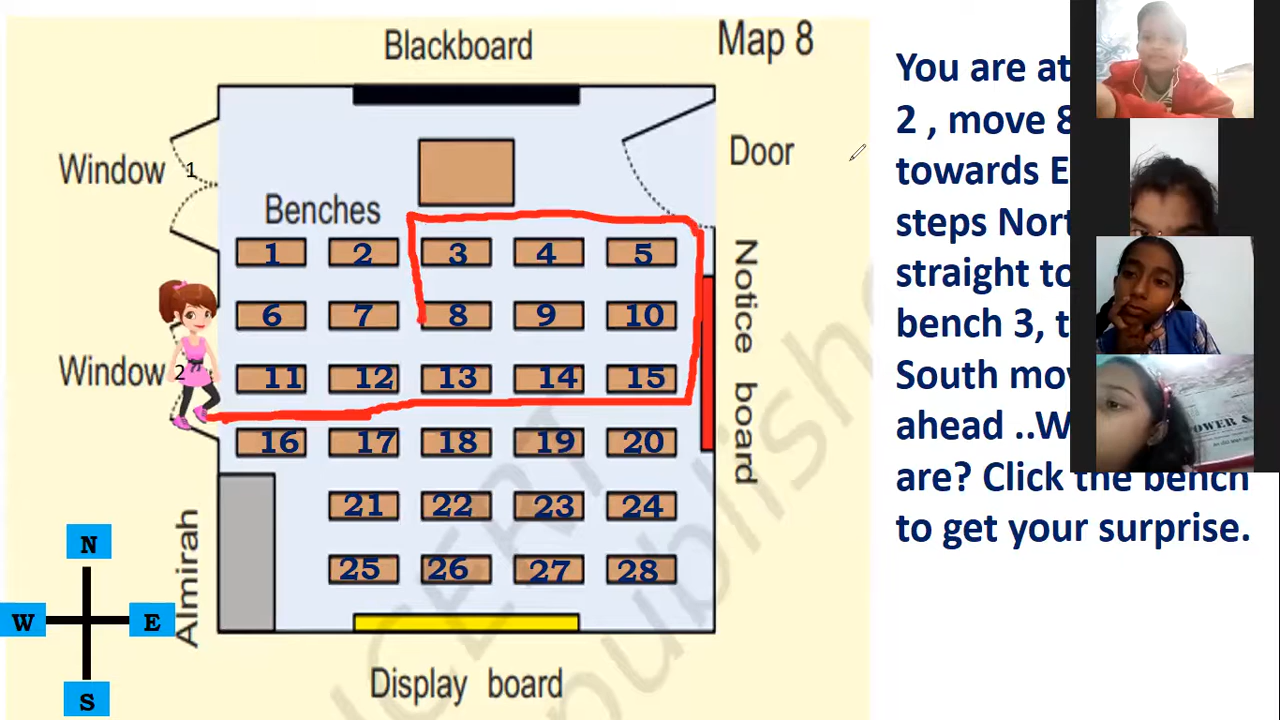 Blackboard
Map 8
Window 1
Door
Benches
1 2 3 4 5
6 7 8 9 10
Window 2
11 12 13 14 15
Notice board
16 17 18 19 20
21 22 23 24
25 26 27 28
Almirah
Display board
N
W E
S
You are at
2 , move 8
towards E
steps Nor
straight to
bench 3, t
South mov
ahead ..W
are? Click the bench
to get your surprise.
OWER &